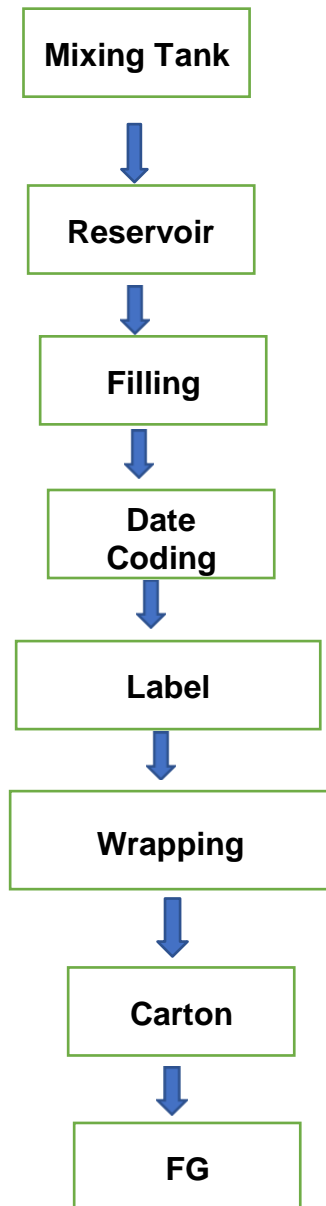 Mixing Tank
Reservoir
Filling
Date
Coding
Label
Wrapping
Carton
FG